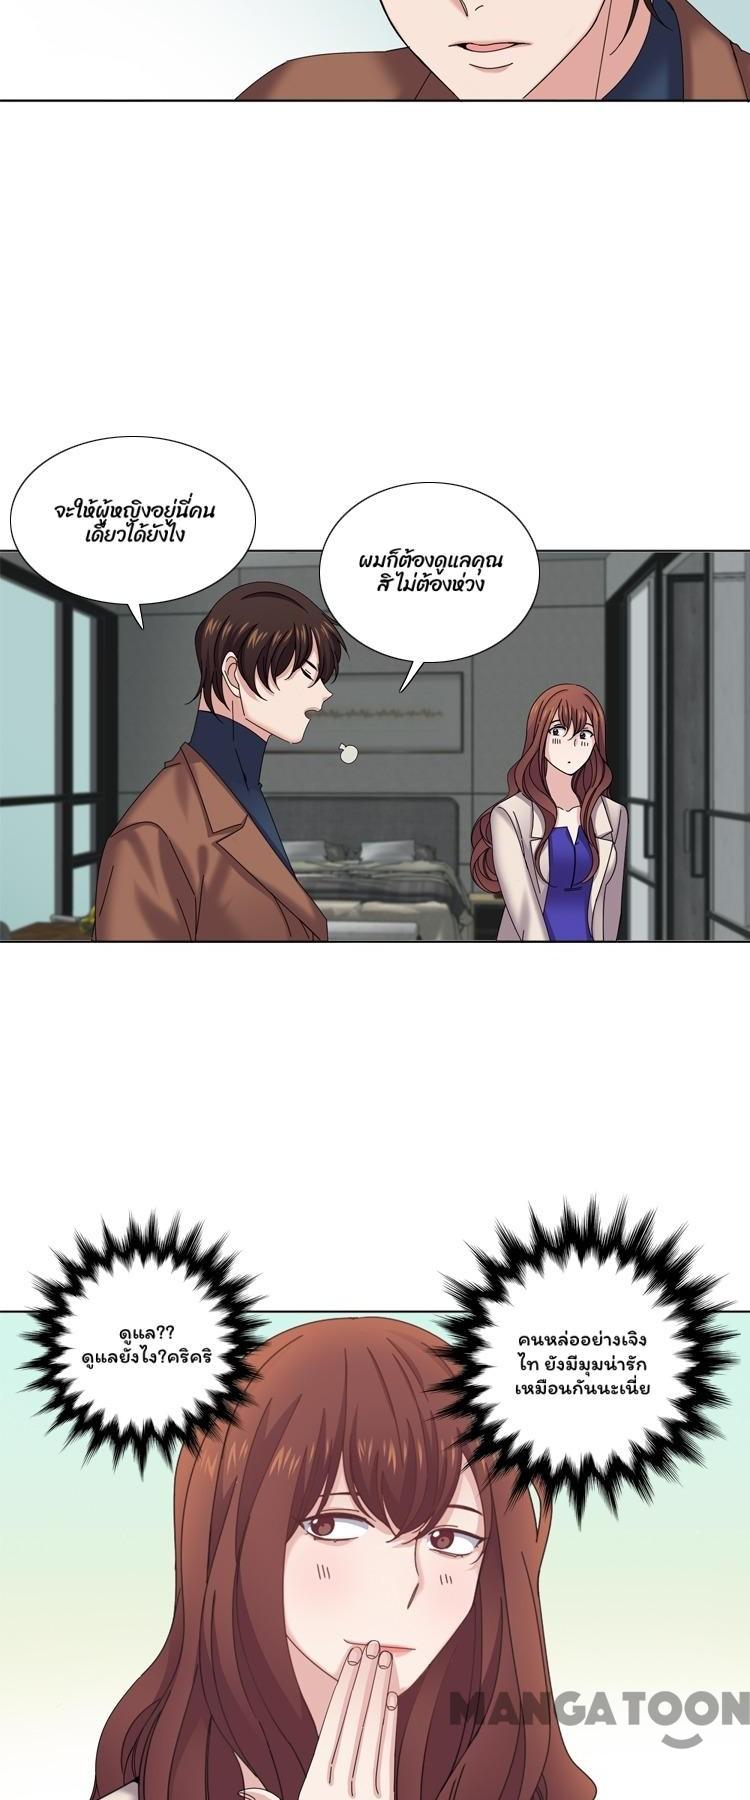 จะให้ผู้หญิงอยู่นี่คน
เดียวได้ยังไง
ผมก็ต้องดูแลคุณ
สิ ไม่ต้องห่วง
ดูแล??
ดูแลยังไง?คริคริ
คนหล่ออย่างเจิง
ไท ยังมีมุมน่ารัก
เหมือนกันนะเนี่ย
MANGATOON